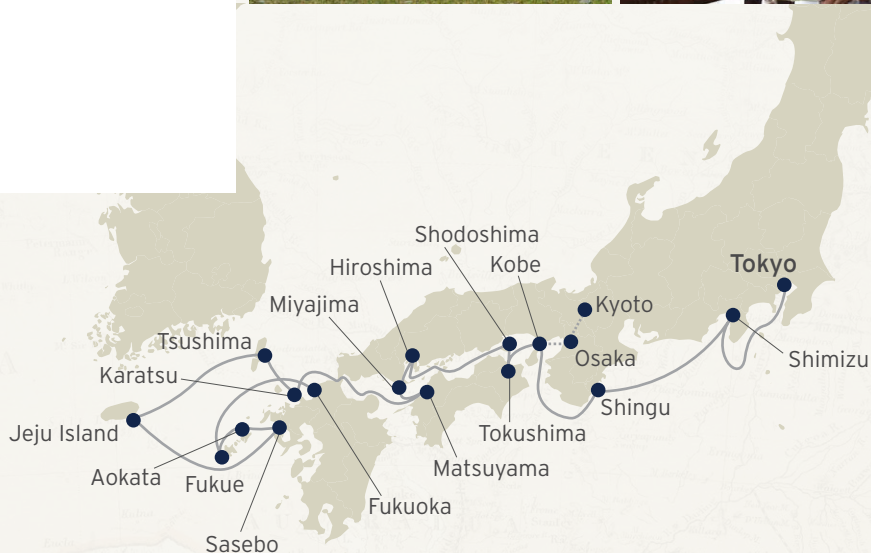 Shodoshima
Hiroshima
Kobe
Tokyo
Miyajima
Kyoto
Tsushima
Osaka
Shimizu
Karatsu
Shingu
Jeju Island
Tokushima
Matsuyama
Aokata
Fukue
Fukuoka
Sasebo